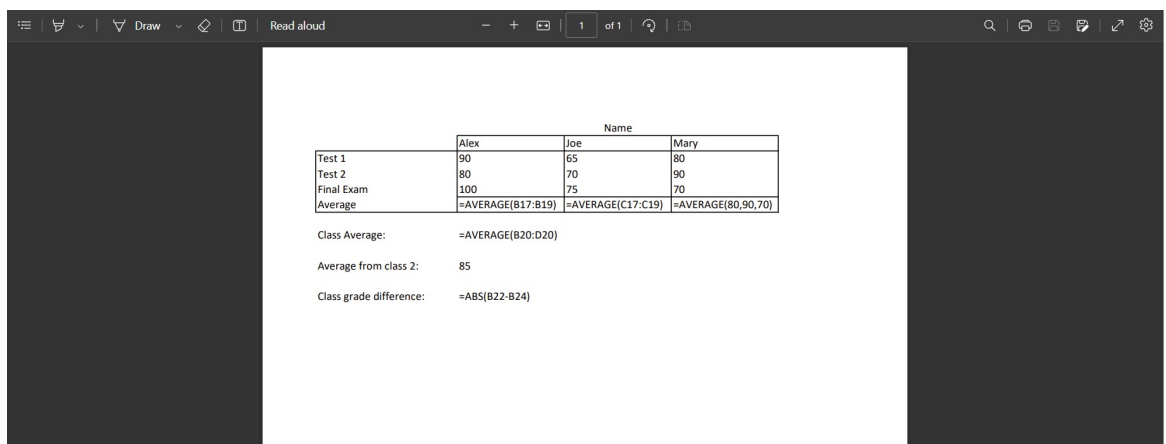 Draw Read aloud 1 of 1
Name
Alex Joe Mary
Test 1 90 65 80
Test 2 80 70 90
Final Exam 100 75 70
Average =AVERAGE(B17:B19) =AVERAGE(C17:C19) =AVERAGE(80,90,70)
Class Average: =AVERAGE(B20:D20)
Average from class 2: 85
Class grade difference: =ABS(B22-B24)